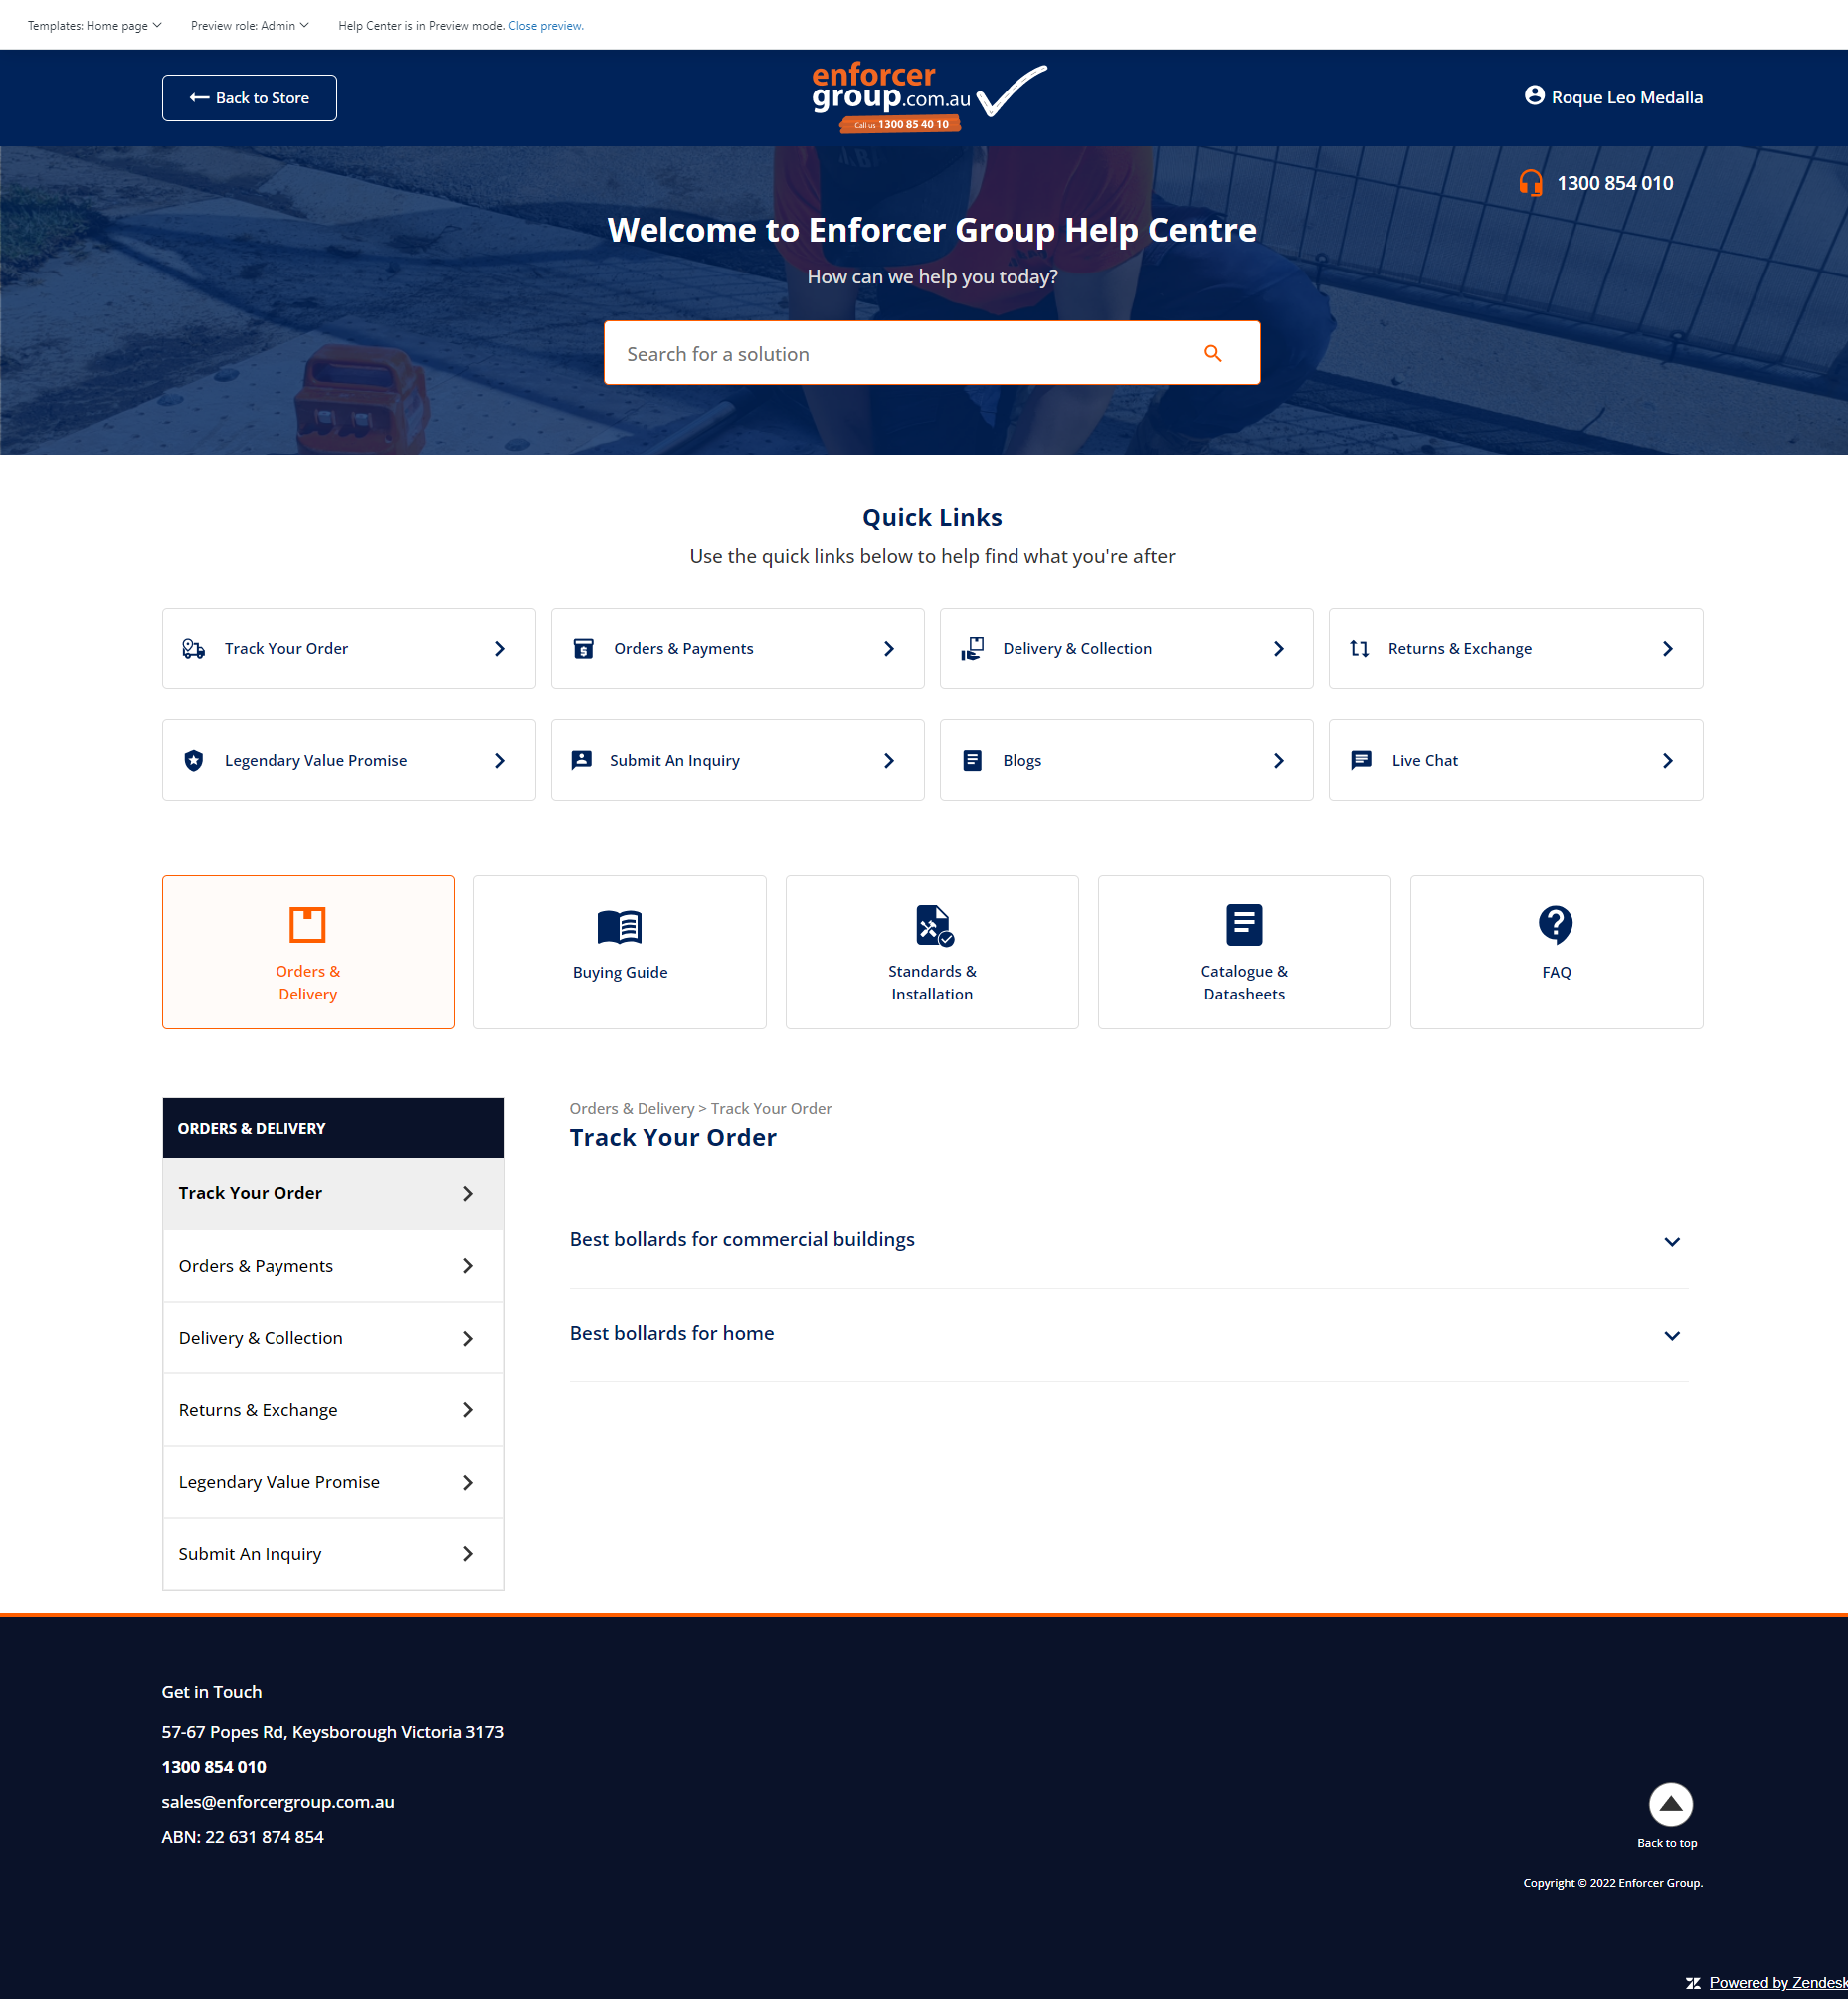 Templates: Home page
Preview role: Admin
Help Center is in Preview mode. Close preview.
Back to Store
enforcer
group.com.au
Call us 1300 85 40 10
Roque Leo Medalla
1300 854 010
Welcome to Enforcer Group Help Centre
How can we help you today?
Search for a solution
Quick Links
Use the quick links below to help find what you're after
Track Your Order
Orders & Payments
Delivery & Collection
Returns & Exchange
Legendary Value Promise
Submit An Inquiry
Blogs
Live Chat
Orders &
Delivery
Buying Guide
Standards &
Installation
Catalogue &
Datasheets
FAQ
ORDERS & DELIVERY
Track Your Order
Orders & Payments
Delivery & Collection
Returns & Exchange
Legendary Value Promise
Submit An Inquiry
Orders & Delivery > Track Your Order
Track Your Order
Best bollards for commercial buildings
Best bollards for home
Get in Touch
57-67 Popes Rd, Keysborough Victoria 3173
1300 854 010
sales@enforcergroup.com.au
ABN: 22 631 874 854
Back to top
Copyright © 2022 Enforcer Group.
Powered by Zendesk